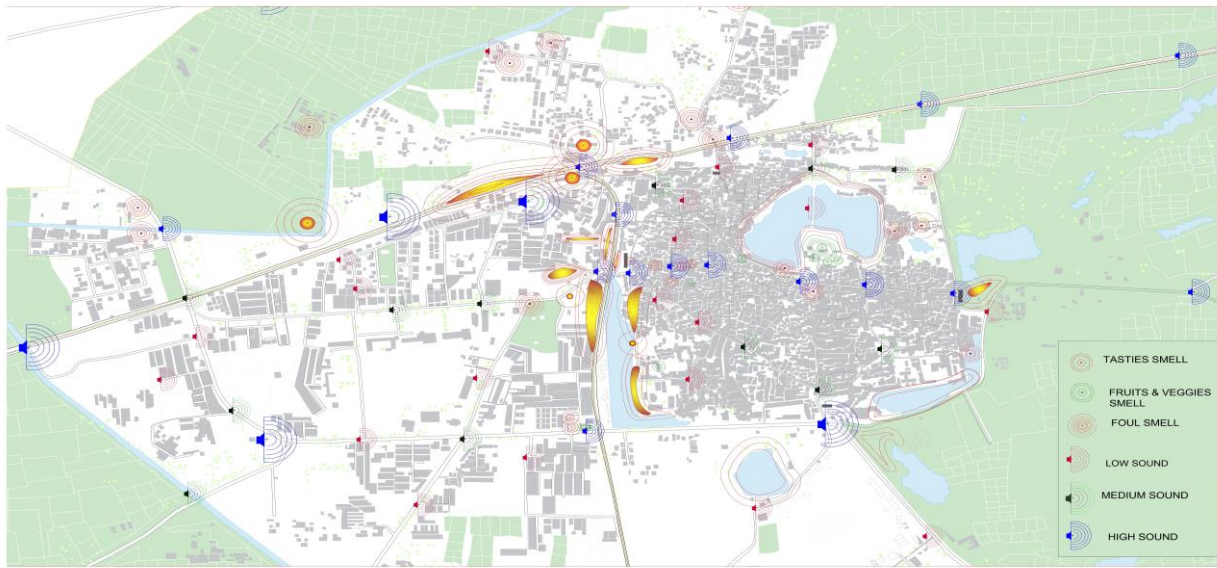 TASTIES SMELL
FRUITS & VEGGIES
SMELL
FOUL SMELL
LOW SOUND
MEDIUM SOUND
HIGH SOUND